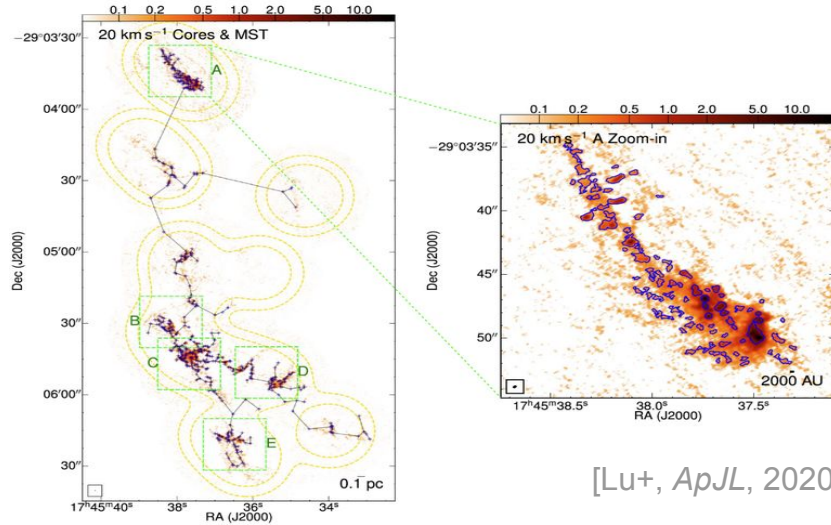 0.1 0.2 0.5 1.0 2.0 5.0 10.0
20 km s⁻¹ Cores & MST
A
B
C
D
E
0.1 pc
−29°03'30"
04'00"
30"
05'00"
30"
06'00"
30"
Dec (J2000)
17ʰ45ᵐ40ˢ 38ˢ 36ˢ 34ˢ
RA (J2000)
0.1 0.2 0.5 1.0 2.0 5.0 10.0
20 km s⁻¹ A Zoom-in
−29°03'35"
40"
45"
50"
Dec (J2000)
2000 AU
17ʰ45ᵐ38.5ˢ 38.0ˢ 37.5ˢ
RA (J2000)
[Lu+, ApJL, 2020